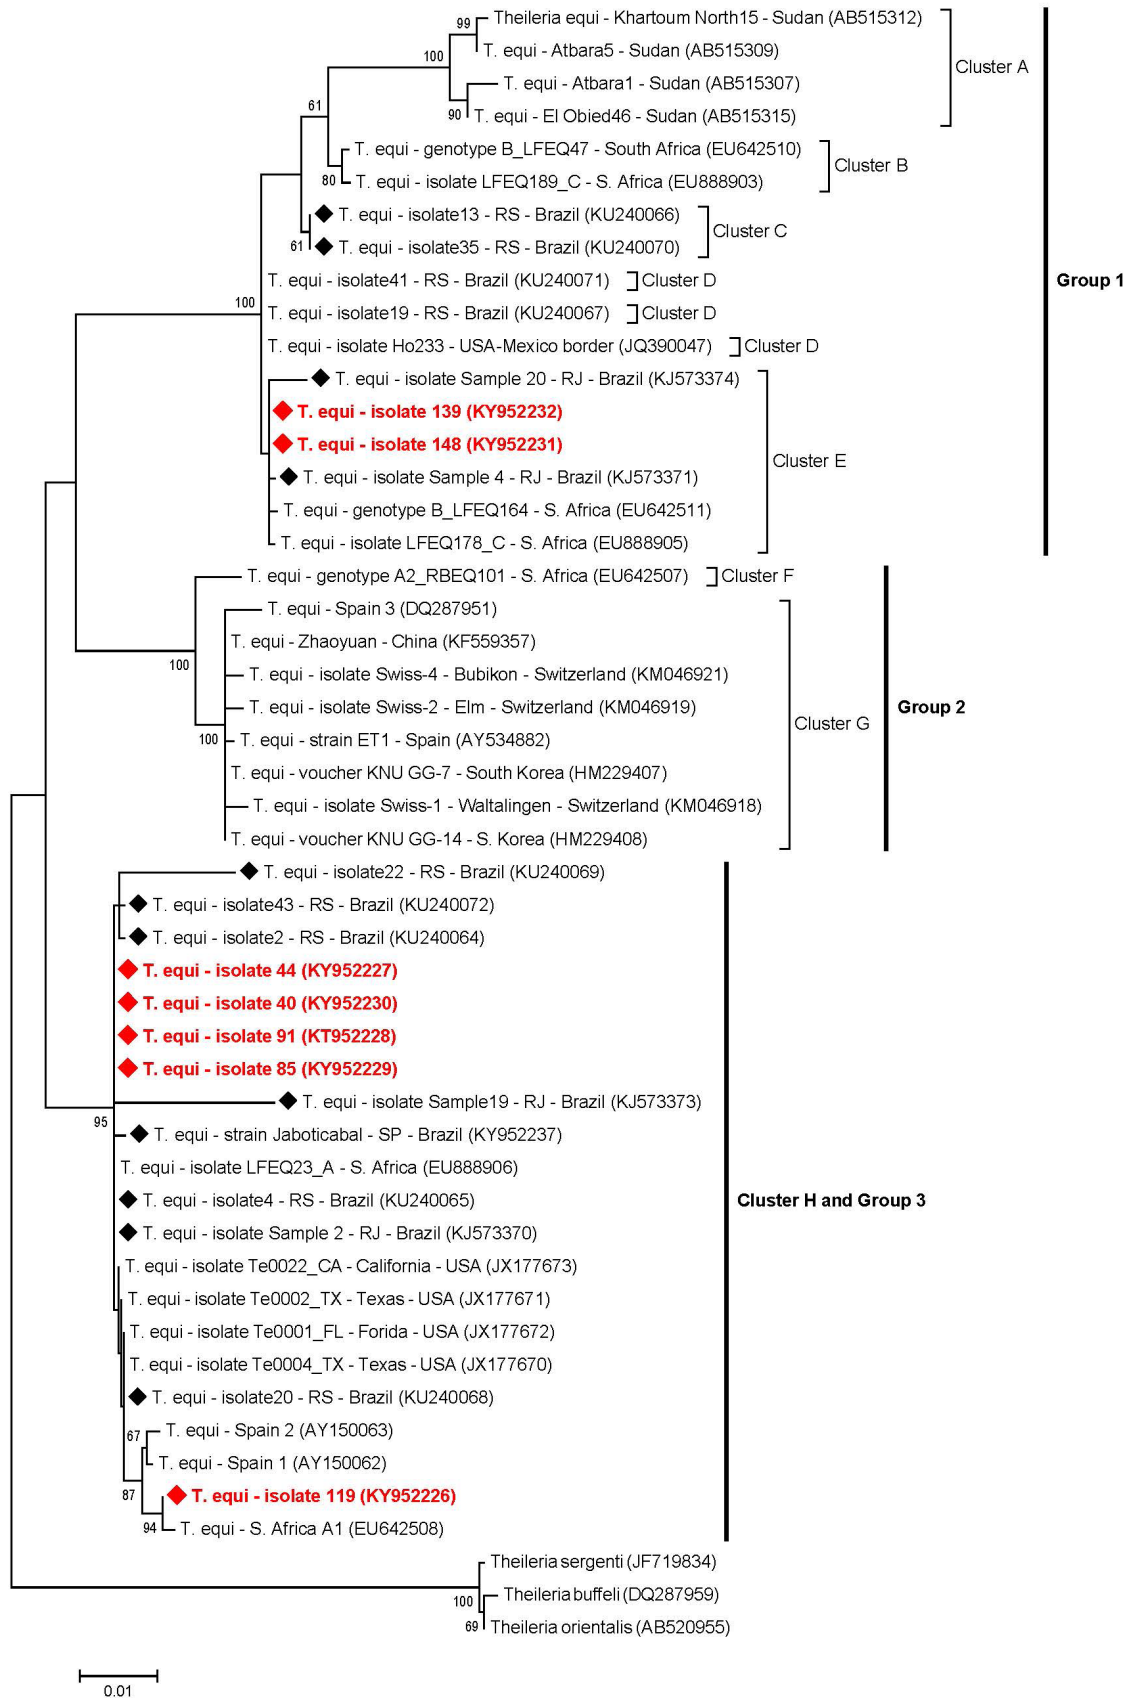 99
Theileria equi - Khartoum North15 - Sudan (AB515312)
T. equi - Atbara5 - Sudan (AB515309)
100
Cluster A
T. equi - Atbara1 - Sudan (AB515307)
90
T. equi - El Obied46 - Sudan (AB515315)
61
T. equi - genotype B_LFEQ47 - South Africa (EU642510)
Cluster B
80
T. equi - isolate LFEQ189_C - S. Africa (EU888903)
T. equi - isolate13 - RS - Brazil (KU240066)
Cluster C
61
T. equi - isolate35 - RS - Brazil (KU240070)
T. equi - isolate41 - RS - Brazil (KU240071)
Cluster D
Group 1
100
T. equi - isolate19 - RS - Brazil (KU240067)
Cluster D
T. equi - isolate Ho233 - USA-Mexico border (JQ390047)
Cluster D
T. equi - isolate Sample 20 - RJ - Brazil (KJ573374)
T. equi - isolate 139 (KY952232)
T. equi - isolate 148 (KY952231)
Cluster E
T. equi - isolate Sample 4 - RJ - Brazil (KJ573371)
T. equi - genotype B_LFEQ164 - S. Africa (EU642511)
T. equi - isolate LFEQ178_C - S. Africa (EU888905)
T. equi - genotype A2_RBEQ101 - S. Africa (EU642507)
Cluster F
T. equi - Spain 3 (DQ287951)
T. equi - Zhaoyuan - China (KF559357)
100
T. equi - isolate Swiss-4 - Bubikon - Switzerland (KM046921)
T. equi - isolate Swiss-2 - Elm - Switzerland (KM046919)
Group 2
Cluster G
100
T. equi - strain ET1 - Spain (AY534882)
T. equi - voucher KNU GG-7 - South Korea (HM229407)
T. equi - isolate Swiss-1 - Waltalingen - Switzerland (KM046918)
T. equi - voucher KNU GG-14 - S. Korea (HM229408)
T. equi - isolate22 - RS - Brazil (KU240069)
T. equi - isolate43 - RS - Brazil (KU240072)
T. equi - isolate2 - RS - Brazil (KU240064)
T. equi - isolate 44 (KY952227)
T. equi - isolate 40 (KY952230)
T. equi - isolate 91 (KT952228)
T. equi - isolate 85 (KY952229)
T. equi - isolate Sample19 - RJ - Brazil (KJ573373)
95
T. equi - strain Jaboticabal - SP - Brazil (KY952237)
T. equi - isolate LFEQ23_A - S. Africa (EU888906)
T. equi - isolate4 - RS - Brazil (KU240065)
Cluster H and Group 3
T. equi - isolate Sample 2 - RJ - Brazil (KJ573370)
T. equi - isolate Te0022_CA - California - USA (JX177673)
T. equi - isolate Te0002_TX - Texas - USA (JX177671)
T. equi - isolate Te0001_FL - Forida - USA (JX177672)
T. equi - isolate Te0004_TX - Texas - USA (JX177670)
T. equi - isolate20 - RS - Brazil (KU240068)
67
T. equi - Spain 2 (AY150063)
T. equi - Spain 1 (AY150062)
87
T. equi - isolate 119 (KY952226)
94
T. equi - S. Africa A1 (EU642508)
Theileria sergenti (JF719834)
100
Theileria buffeli (DQ287959)
69
Theileria orientalis (AB520955)
0.01